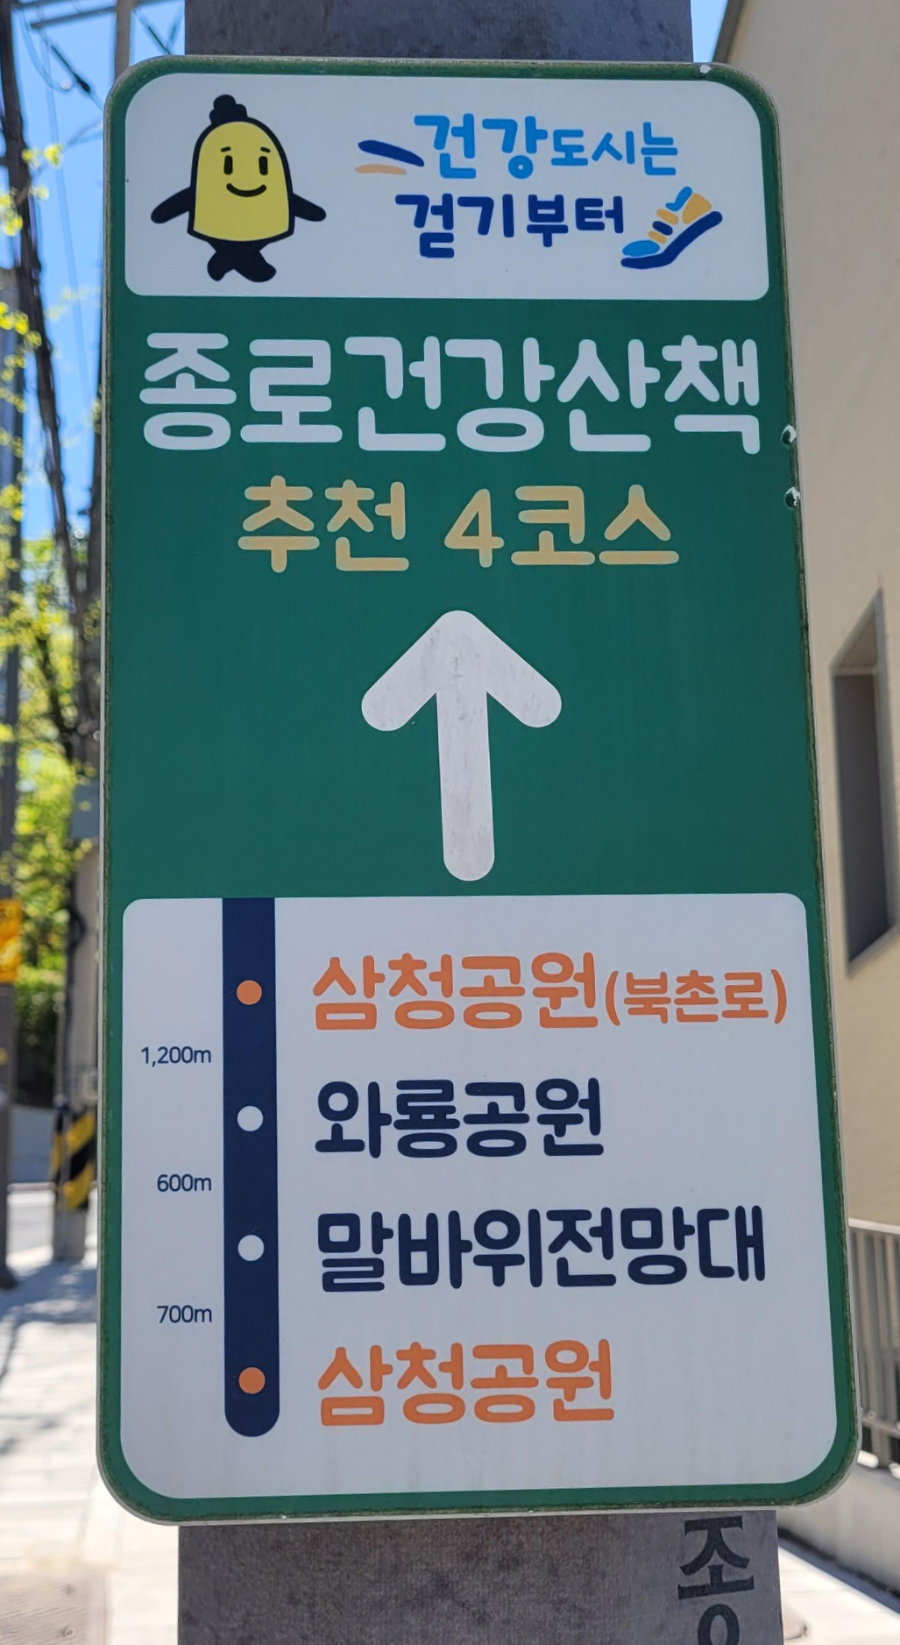 건강도시는
걷기부터
종로건강산책
추천 4코스
삼청공원(북촌로)
1,200m
와룡공원
600m
말바위전망대
700m
삼청공원
종